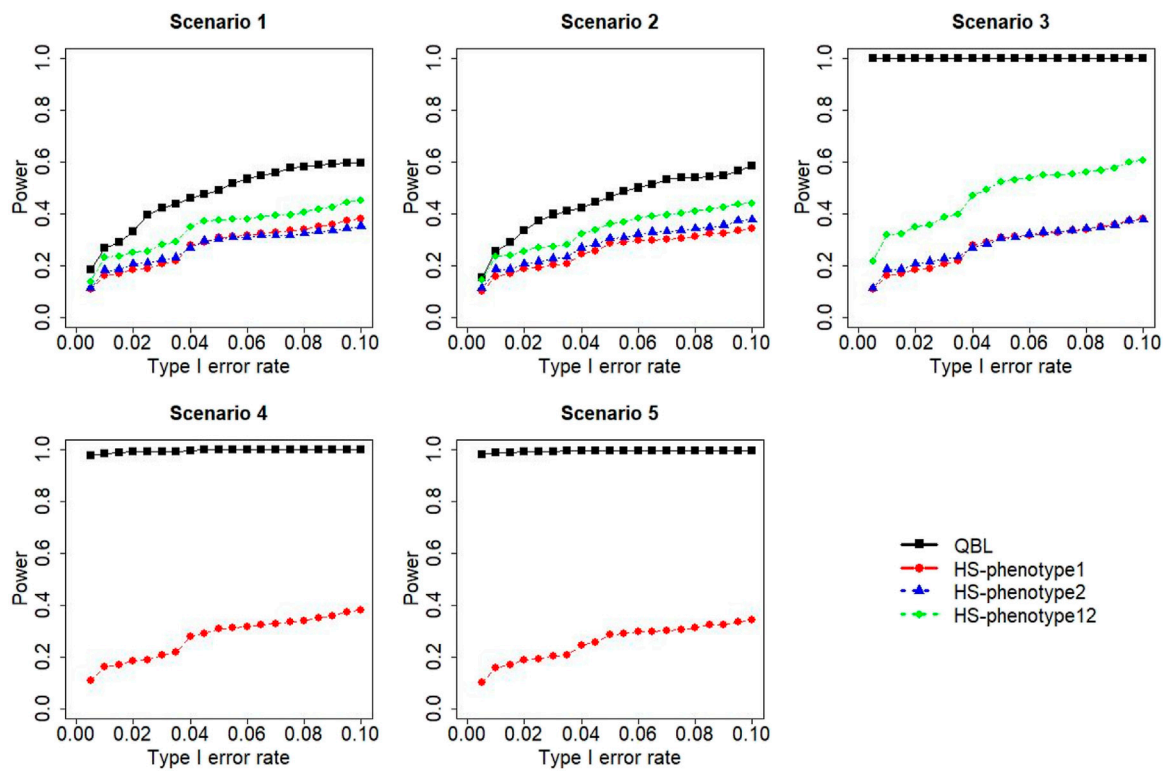 Scenario 1
Scenario 2
Scenario 3
Power
0.0 0.2 0.4 0.6 0.8 1.0
0.00 0.02 0.04 0.06 0.08 0.10
Type I error rate
Power
0.0 0.2 0.4 0.6 0.8 1.0
0.00 0.02 0.04 0.06 0.08 0.10
Type I error rate
Power
0.0 0.2 0.4 0.6 0.8 1.0
0.00 0.02 0.04 0.06 0.08 0.10
Type I error rate
Scenario 4
Scenario 5
Power
0.0 0.2 0.4 0.6 0.8 1.0
0.00 0.02 0.04 0.06 0.08 0.10
Type I error rate
Power
0.0 0.2 0.4 0.6 0.8 1.0
0.00 0.02 0.04 0.06 0.08 0.10
Type I error rate
QBL
HS-phenotype1
HS-phenotype2
HS-phenotype12